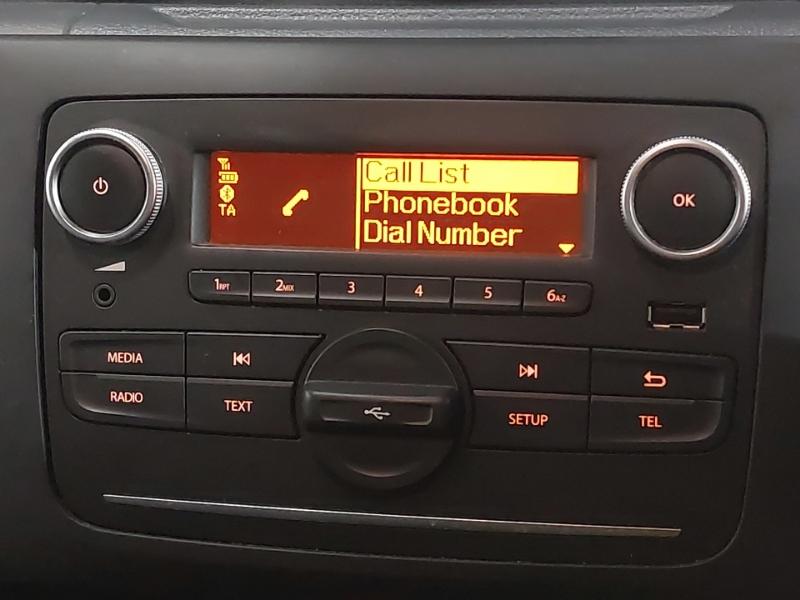 Call List
TA
Phonebook
Dial Number
OK
1RPT 2MIX 3 4 5 6A-Z
MEDIA
RADIO
TEXT
SETUP
TEL